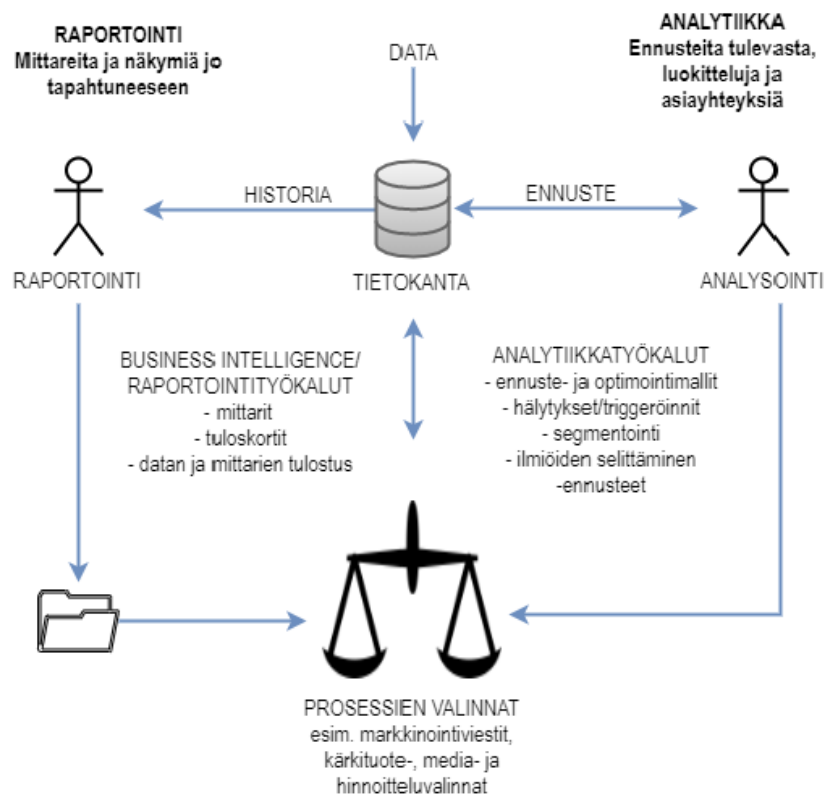 RAPORTOINTI
Mittareita ja näkymiä jo
tapahtuneeseen
DATA
ANALYTIIKKA
Ennusteita tulevasta,
luokitteluja ja
asiayhteyksiä
HISTORIA
ENNUSTE
RAPORTOINTI
TIETOKANTA
ANALYSOINTI
BUSINESS INTELLIGENCE/
RAPORTOINTITYÖKALUT
- mittarit
- tuloskortit
- datan ja mittarien tulostus
ANALYTIIKKATYÖKALUT
- ennuste- ja optimointimallit
- hälytykset/triggeröinnit
- segmentointi
- ilmiöiden selittäminen
-ennusteet
PROSESSIEN VALINNAT
esim. markkinointiviestit,
kärkituote-, media- ja
hinnoitteluvalinnat